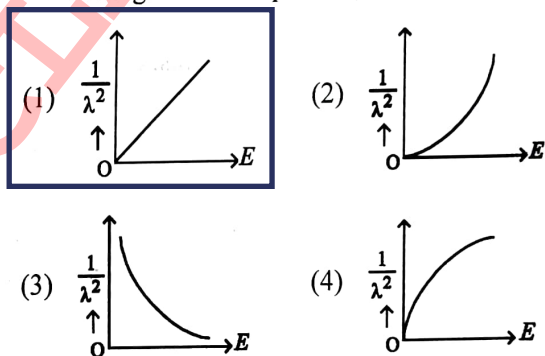 (1) 1/λ² ↑ O E
(2) 1/λ² ↑ O E
(3) 1/λ² ↑ O E
(4) 1/λ² ↑ O E